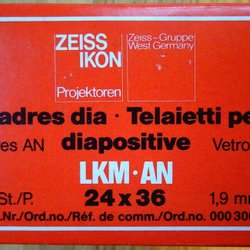 ZEISS
IKON
Projektoren
Zeiss-Gruppe
West Germany
adres dia · Telaietti pe
es AN diapositive Vetro
LKM·AN
St./P. 24 x 36 1,9 m
.Nr./Ord.no./Réf. de comm./Ord.no. 000 30